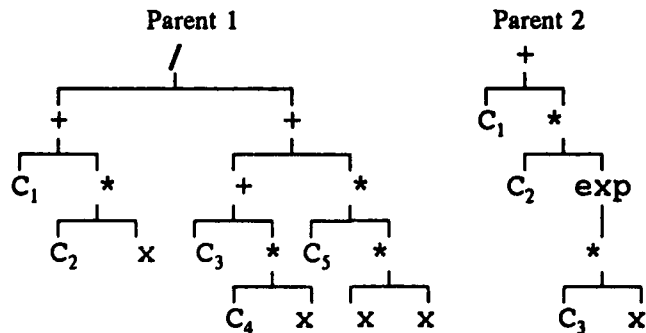 Parent 1 Parent 2
/ +
+ + C₁ *
C₁ * + * C₂ exp
C₂ x C₃ * C₅ * *
C₄ x x x C₃ x